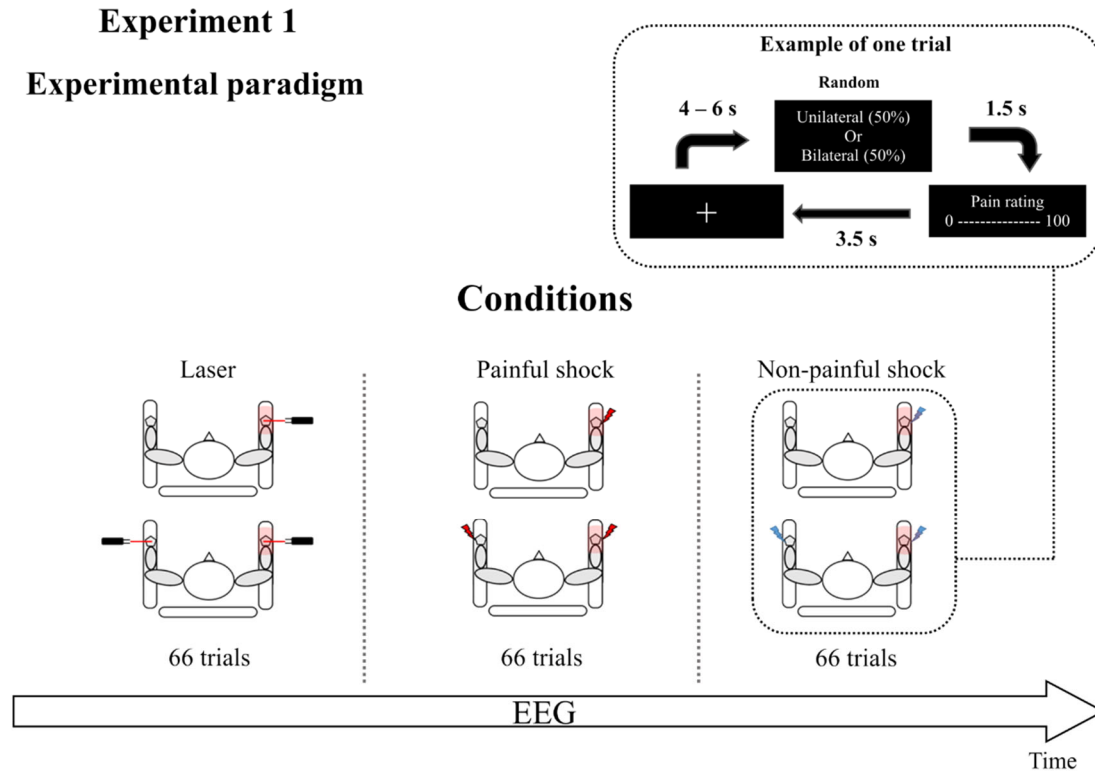 Experiment 1
Experimental paradigm
Example of one trial
Random
4 – 6 s
Unilateral (50%)
Or
Bilateral (50%)
1.5 s
+
Pain rating
0 --------------- 100
3.5 s
Conditions
Laser
Painful shock
Non-painful shock
66 trials
66 trials
66 trials
EEG
Time